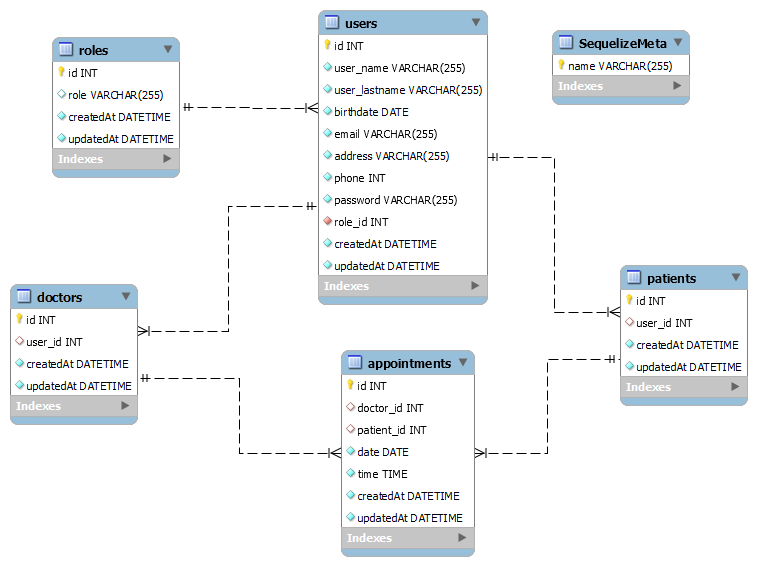 roles
id INT
role VARCHAR(255)
createdAt DATETIME
updatedAt DATETIME
Indexes
users
id INT
user_name VARCHAR(255)
user_lastname VARCHAR(255)
birthdate DATE
email VARCHAR(255)
address VARCHAR(255)
phone INT
password VARCHAR(255)
role_id INT
createdAt DATETIME
updatedAt DATETIME
Indexes
SequelizeMeta
name VARCHAR(255)
Indexes
doctors
id INT
user_id INT
createdAt DATETIME
updatedAt DATETIME
Indexes
appointments
id INT
doctor_id INT
patient_id INT
date DATE
time TIME
createdAt DATETIME
updatedAt DATETIME
Indexes
patients
id INT
user_id INT
createdAt DATETIME
updatedAt DATETIME
Indexes